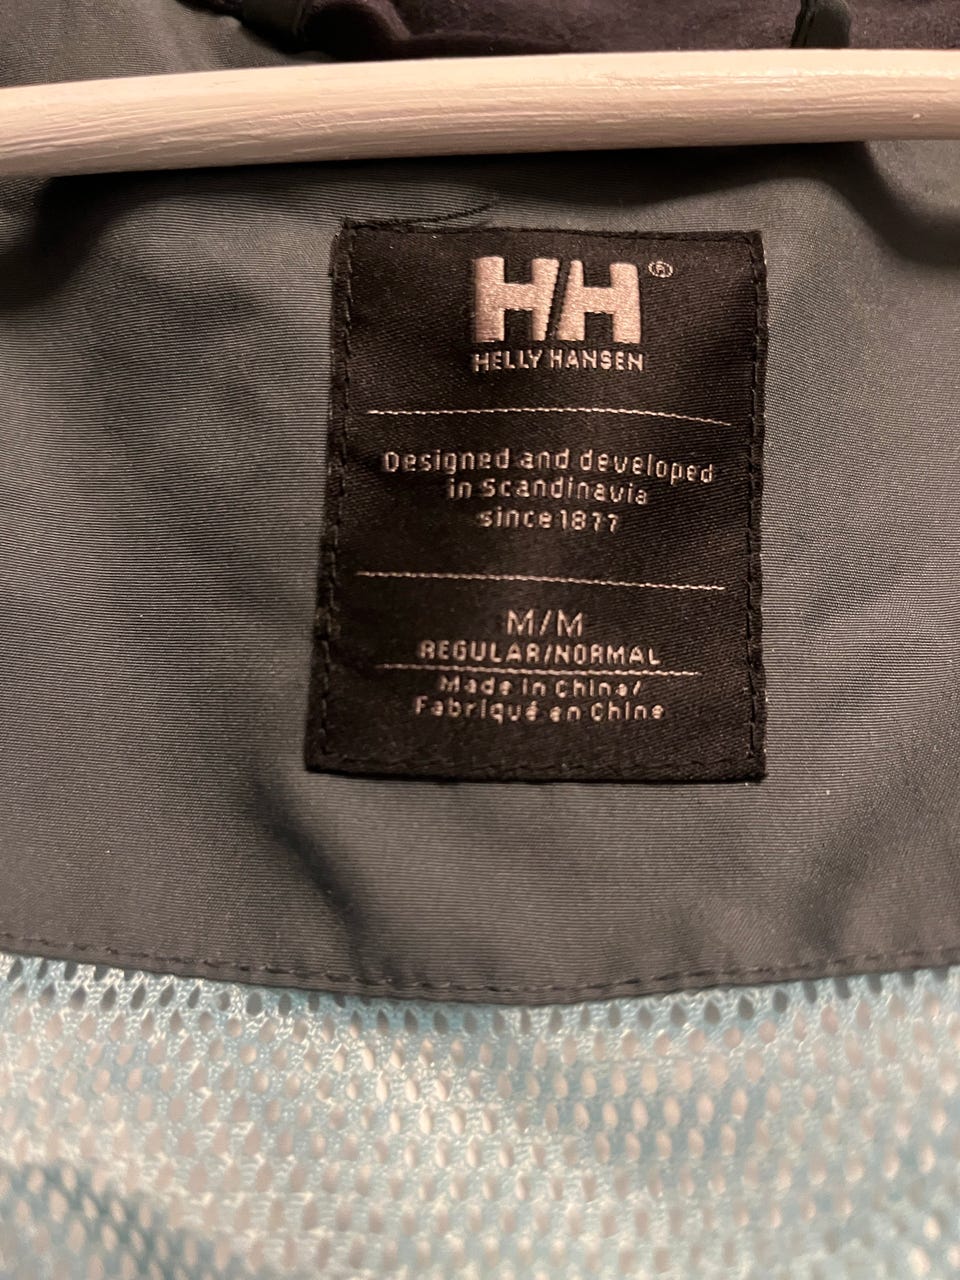 HH®
HELLY HANSEN
Designed and developed
in Scandinavia
since 1877
M/M
REGULAR/NORMAL
Made in China/
Fabriqué en Chine